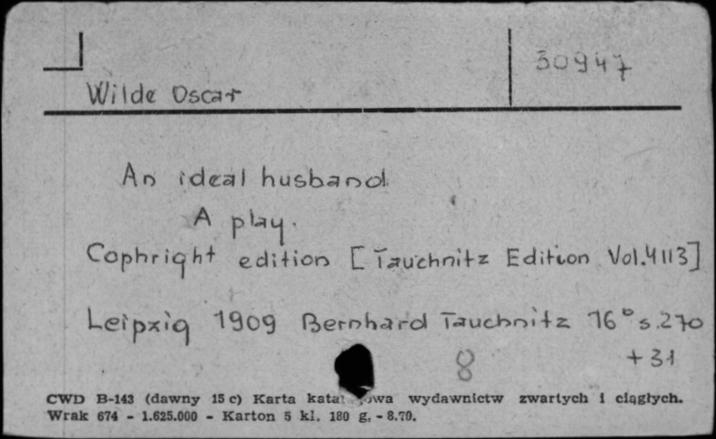 30947
Wilde Oscar
An ideal husband.
A play.
Cophright edition [Tauchnitz Edition Vol.4113]
Leipzig 1909 Bernhard Tauchnitz 16° s.270
8 +31
CWD B-143 (dawny 15 c) Karta wydawnictw zwartych i ciągłych.
Wrak 674 - 1.625.000 - Karton 5 kl. 180 g. - 8.70.